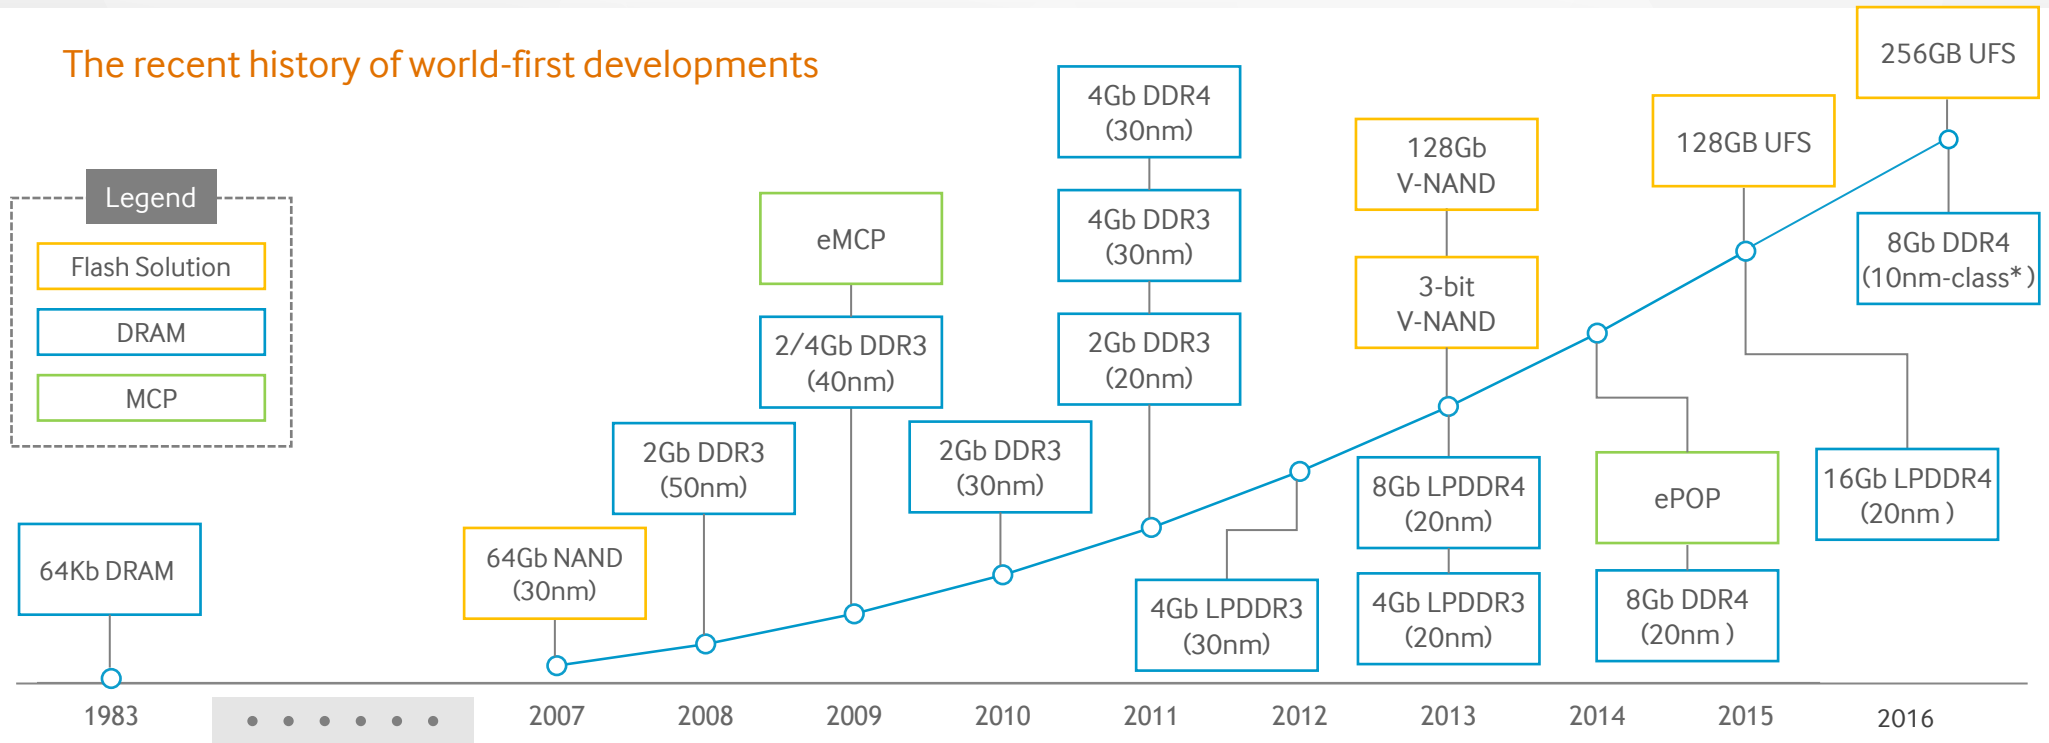 The recent history of world-first developments
Legend
Flash Solution
DRAM
MCP
64Kb DRAM
64Gb NAND
(30nm)
2Gb DDR3
(50nm)
eMCP
2/4Gb DDR3
(40nm)
2Gb DDR3
(30nm)
4Gb DDR4
(30nm)
4Gb DDR3
(30nm)
2Gb DDR3
(20nm)
4Gb LPDDR3
(30nm)
128Gb
V-NAND
3-bit
V-NAND
8Gb LPDDR4
(20nm)
4Gb LPDDR3
(20nm)
ePOP
8Gb DDR4
(20nm )
128GB UFS
16Gb LPDDR4
(20nm )
256GB UFS
8Gb DDR4
(10nm-class* )
1983
2007
2008
2009
2010
2011
2012
2013
2014
2015
2016